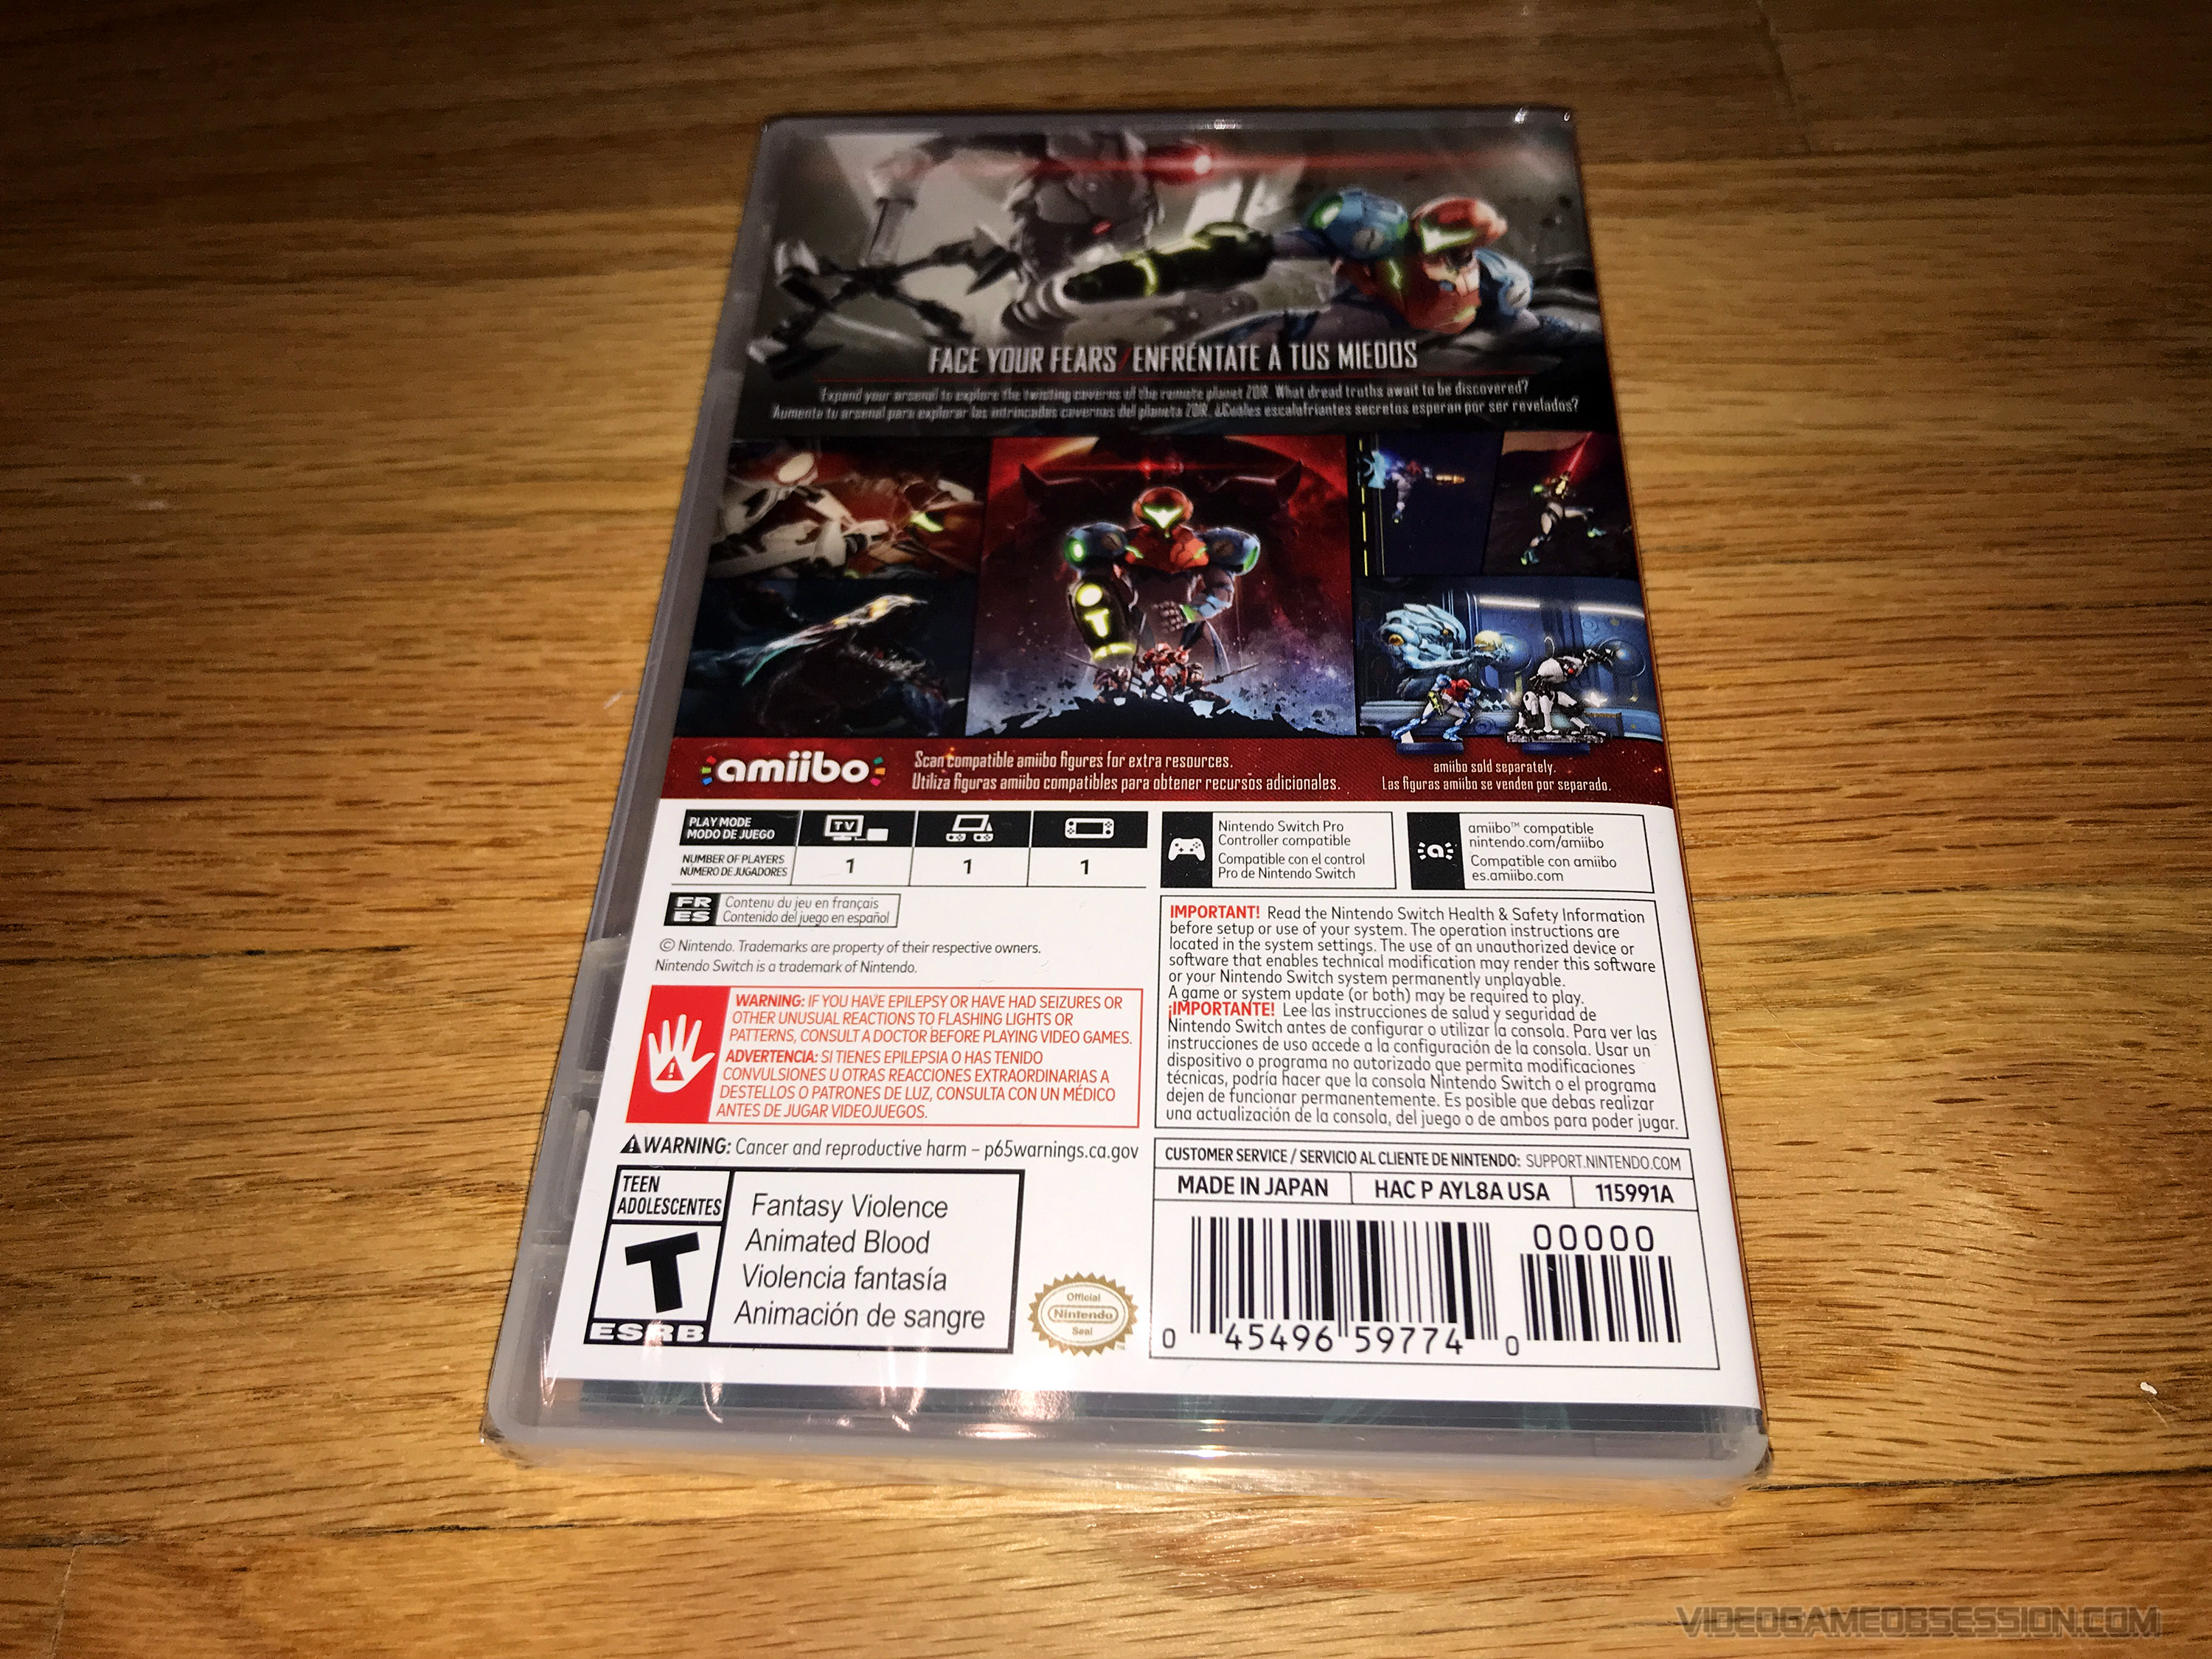 FACE YOUR FEARS / ENFRÉNTATE A TUS MIEDOS
Expand your arsenal to explore the twisting caverns of the remote planet ZDR. What dread truths await to be discovered?
Aumenta tu arsenal para explorar las intrincadas cavernas del planeta ZDR. ¿Cuáles escalofriantes secretos esperan por ser revelados?
amiibo
Scan compatible amiibo figures for extra resources.
Utiliza figuras amiibo compatibles para obtener recursos adicionales.
amiibo sold separately.
Las figuras amiibo se venden por separado.
PLAY MODE
MODO DE JUEGO
TV
NUMBER OF PLAYERS
NÚMERO DE JUGADORES
1 1 1
Nintendo Switch Pro
Controller compatible
Compatible con el control
Pro de Nintendo Switch
a
amiibo™ compatible
nintendo.com/amiibo
Compatible con amiibo
es.amiibo.com
FR
ES
Contenu du jeu en français
Contenido del juego en español
© Nintendo. Trademarks are property of their respective owners.
Nintendo Switch is a trademark of Nintendo.
WARNING: IF YOU HAVE EPILEPSY OR HAVE HAD SEIZURES OR
OTHER UNUSUAL REACTIONS TO FLASHING LIGHTS OR
PATTERNS, CONSULT A DOCTOR BEFORE PLAYING VIDEO GAMES.
ADVERTENCIA: SI TIENES EPILEPSIA O HAS TENIDO
CONVULSIONES U OTRAS REACCIONES EXTRAORDINARIAS A
DESTELLOS O PATRONES DE LUZ, CONSULTA CON UN MÉDICO
ANTES DE JUGAR VIDEOJUEGOS.
WARNING: Cancer and reproductive harm – p65warnings.ca.gov
IMPORTANT! Read the Nintendo Switch Health & Safety Information
before setup or use of your system. The operation instructions are
located in the system settings. The use of an unauthorized device or
software that enables technical modification may render this software
or your Nintendo Switch system permanently unplayable.
A game or system update (or both) may be required to play.
¡IMPORTANTE! Lee las instrucciones de salud y seguridad de
Nintendo Switch antes de configurar o utilizar la consola. Para ver las
instrucciones de uso accede a la configuración de la consola. Usar un
dispositivo o programa no autorizado que permita modificaciones
técnicas, podría hacer que la consola Nintendo Switch o el programa
dejen de funcionar permanentemente. Es posible que debas realizar
una actualización de la consola, del juego o de ambos para poder jugar.
CUSTOMER SERVICE / SERVICIO AL CLIENTE DE NINTENDO: SUPPORT.NINTENDO.COM
MADE IN JAPAN
HAC P AYL8A USA
115991A
TEEN
ADOLESCENTES
T
ESRB
Fantasy Violence
Animated Blood
Violencia fantasía
Animación de sangre
Official
Nintendo
Seal
00000
0 45496 59774 0
VIDEOGAMEOBSESSION.COM